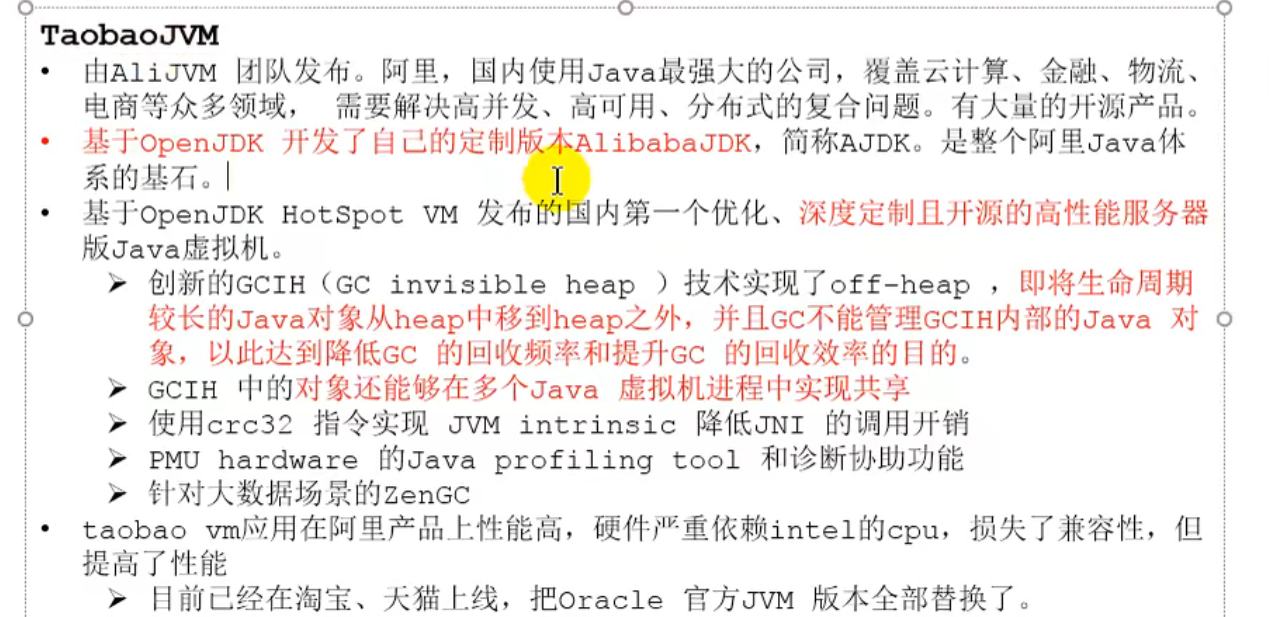 TaobaoJVM
• 由AliJVM 团队发布。阿里，国内使用Java最强大的公司，覆盖云计算、金融、物流、
电商等众多领域， 需要解决高并发、高可用、分布式的复合问题。有大量的开源产品。
• 基于OpenJDK 开发了自己的定制版本AlibabaJDK，简称AJDK。是整个阿里Java体
系的基石。
• 基于OpenJDK HotSpot VM 发布的国内第一个优化、深度定制且开源的高性能服务器
版Java虚拟机。
➢ 创新的GCIH（GC invisible heap ）技术实现了off-heap ，即将生命周期
较长的Java对象从heap中移到heap之外，并且GC不能管理GCIH内部的Java 对
象，以此达到降低GC 的回收频率和提升GC 的回收效率的目的。
➢ GCIH 中的对象还能够在多个Java 虚拟机进程中实现共享
➢ 使用crc32 指令实现 JVM intrinsic 降低JNI 的调用开销
➢ PMU hardware 的Java profiling tool 和诊断协助功能
➢ 针对大数据场景的ZenGC
• taobao vm应用在阿里产品上性能高，硬件严重依赖intel的cpu，损失了兼容性，但
提高了性能
➢ 目前已经在淘宝、天猫上线，把Oracle 官方JVM 版本全部替换了。